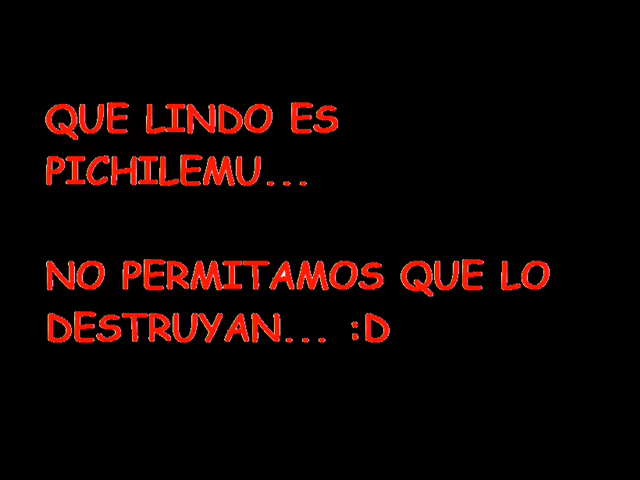 QUE LINDO ES
PICHILEMU...
NO PERMITAMOS QUE LO
DESTRUYAN... :D